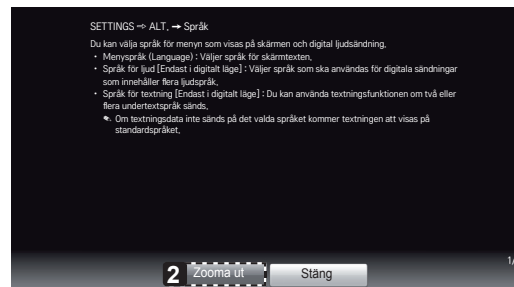 SETTINGS ⇨ ALT, ➙ Språk
Du kan välja språk för menyn som visas på skärmen och digital ljudsändning,
• Menyspråk (Language) : Väljer språk för skärmtexten,
• Språk för ljud [Endast i digitalt läge] : Väljer språk som ska användas för digitala sändningar
som innehåller flera ljudspråk,
• Språk för textning [Endast i digitalt läge] : Du kan använda textningsfunktionen om två eller
flera undertextspråk sänds,
Om textningsdata inte sänds på det valda språket kommer textningen att visas på
standardspråket,
1/
2 Zooma ut Stäng